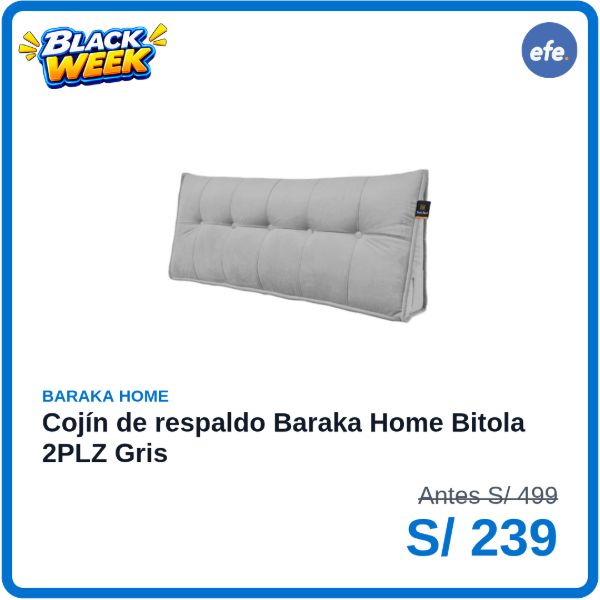 BLACK
WEEK
efe.
BARAKA HOME
Cojín de respaldo Baraka Home Bitola
2PLZ Gris
Antes S/ 499
S/ 239